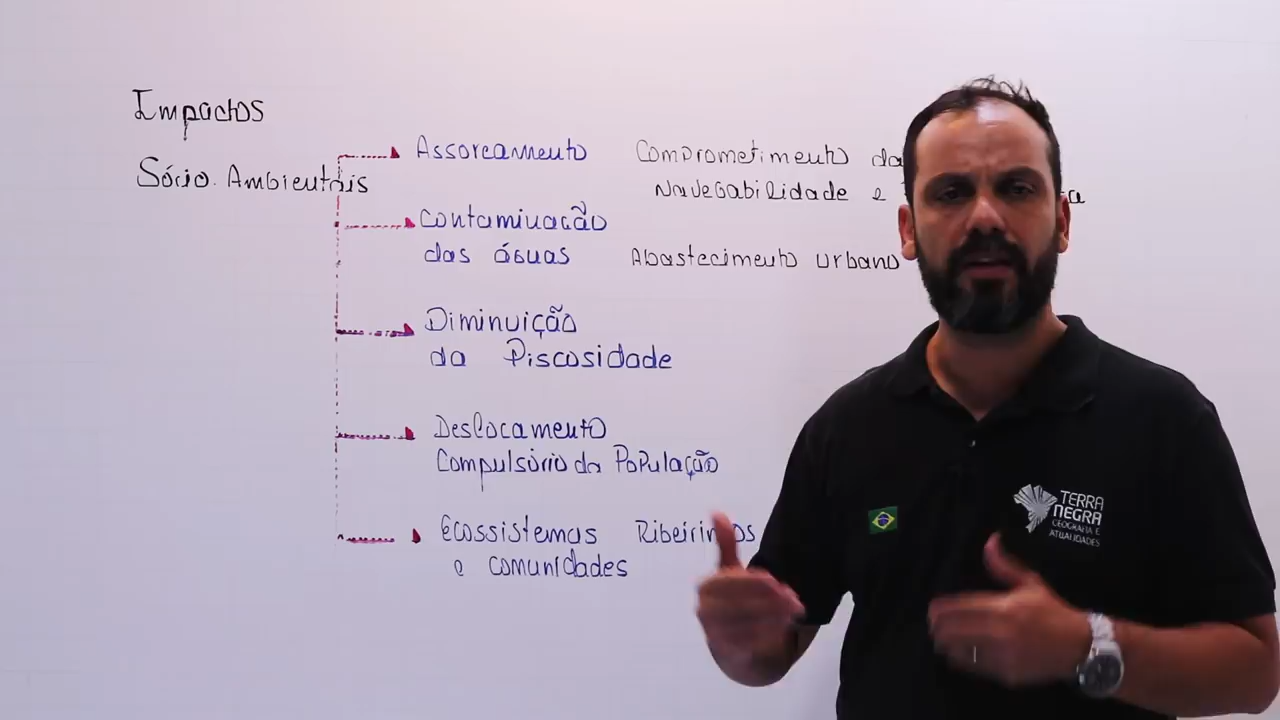 Impactos
Sócio. Ambientais
Assoreamento
Comprometimento da
Navegabilidade e
Contaminação
das águas
Abastecimento urbano
Diminuição
da Piscosidade
Deslocamento
Compulsório da População
Ecossistemas Ribeirinhos
e comunidades
TERRA
NEGRA
GEOGRAFIA E
ATUALIDADES